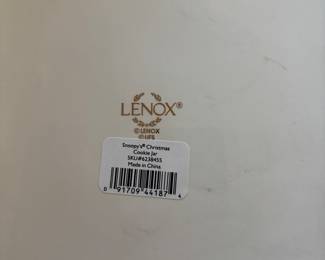 LENOX®
©LENOX
©UFS
Snoopy's® Christmas
Cookie Jar
SKU#6238455
Made in China
0 91709 44187 4